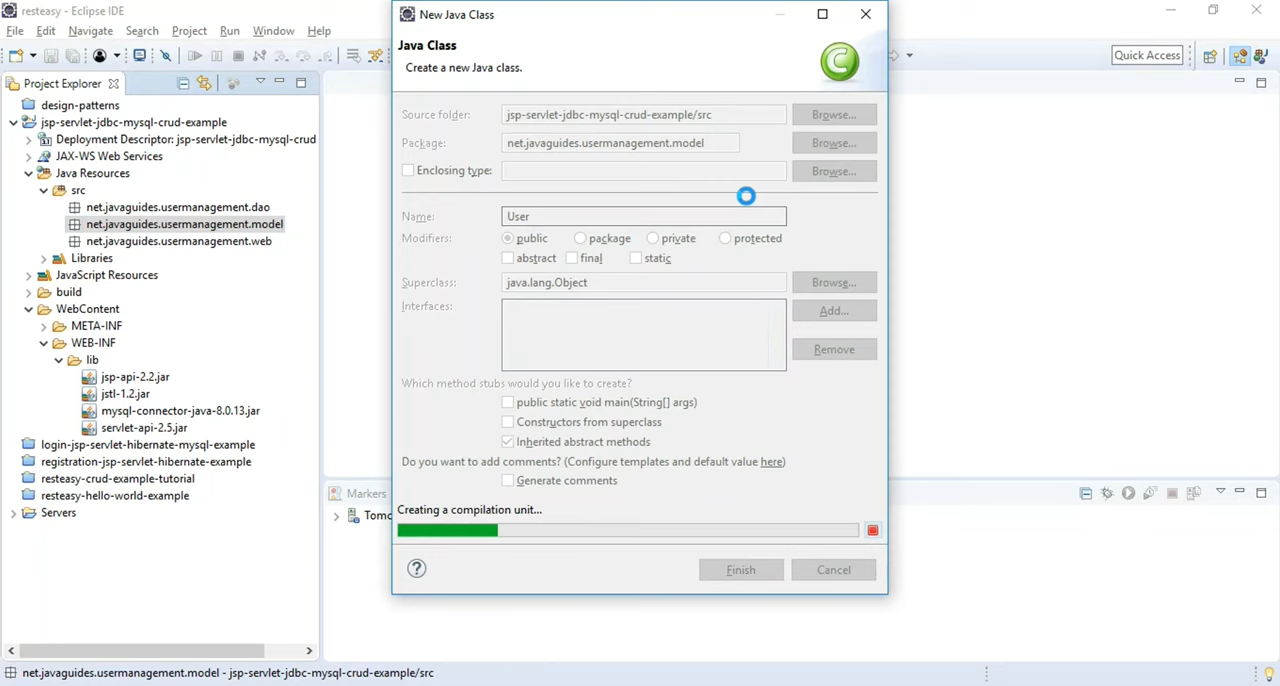 resteasy - Eclipse IDE
File Edit Navigate Search Project Run Window Help
Quick Access
Project Explorer
design-patterns
jsp-servlet-jdbc-mysql-crud-example
Deployment Descriptor: jsp-servlet-jdbc-mysql-crud
JAX-WS Web Services
Java Resources
src
net.javaguides.usermanagement.dao
net.javaguides.usermanagement.model
net.javaguides.usermanagement.web
Libraries
JavaScript Resources
build
WebContent
META-INF
WEB-INF
lib
jsp-api-2.2.jar
jstl-1.2.jar
mysql-connector-java-8.0.13.jar
servlet-api-2.5.jar
login-jsp-servlet-hibernate-mysql-example
registration-jsp-servlet-hibernate-example
resteasy-crud-example-tutorial
resteasy-hello-world-example
Servers
New Java Class
Java Class
Create a new Java class.
Source folder: jsp-servlet-jdbc-mysql-crud-example/src Browse...
Package: net.javaguides.usermanagement.model Browse...
Enclosing type: Browse...
Name: User
Modifiers: public package private protected
abstract final static
Superclass: java.lang.Object Browse...
Interfaces: Add...
Remove
Which method stubs would you like to create?
public static void main(String[] args)
Constructors from superclass
Inherited abstract methods
Do you want to add comments? (Configure templates and default value here)
Generate comments
Creating a compilation unit...
Finish Cancel
Markers
Tomc
net.javaguides.usermanagement.model - jsp-servlet-jdbc-mysql-crud-example/src